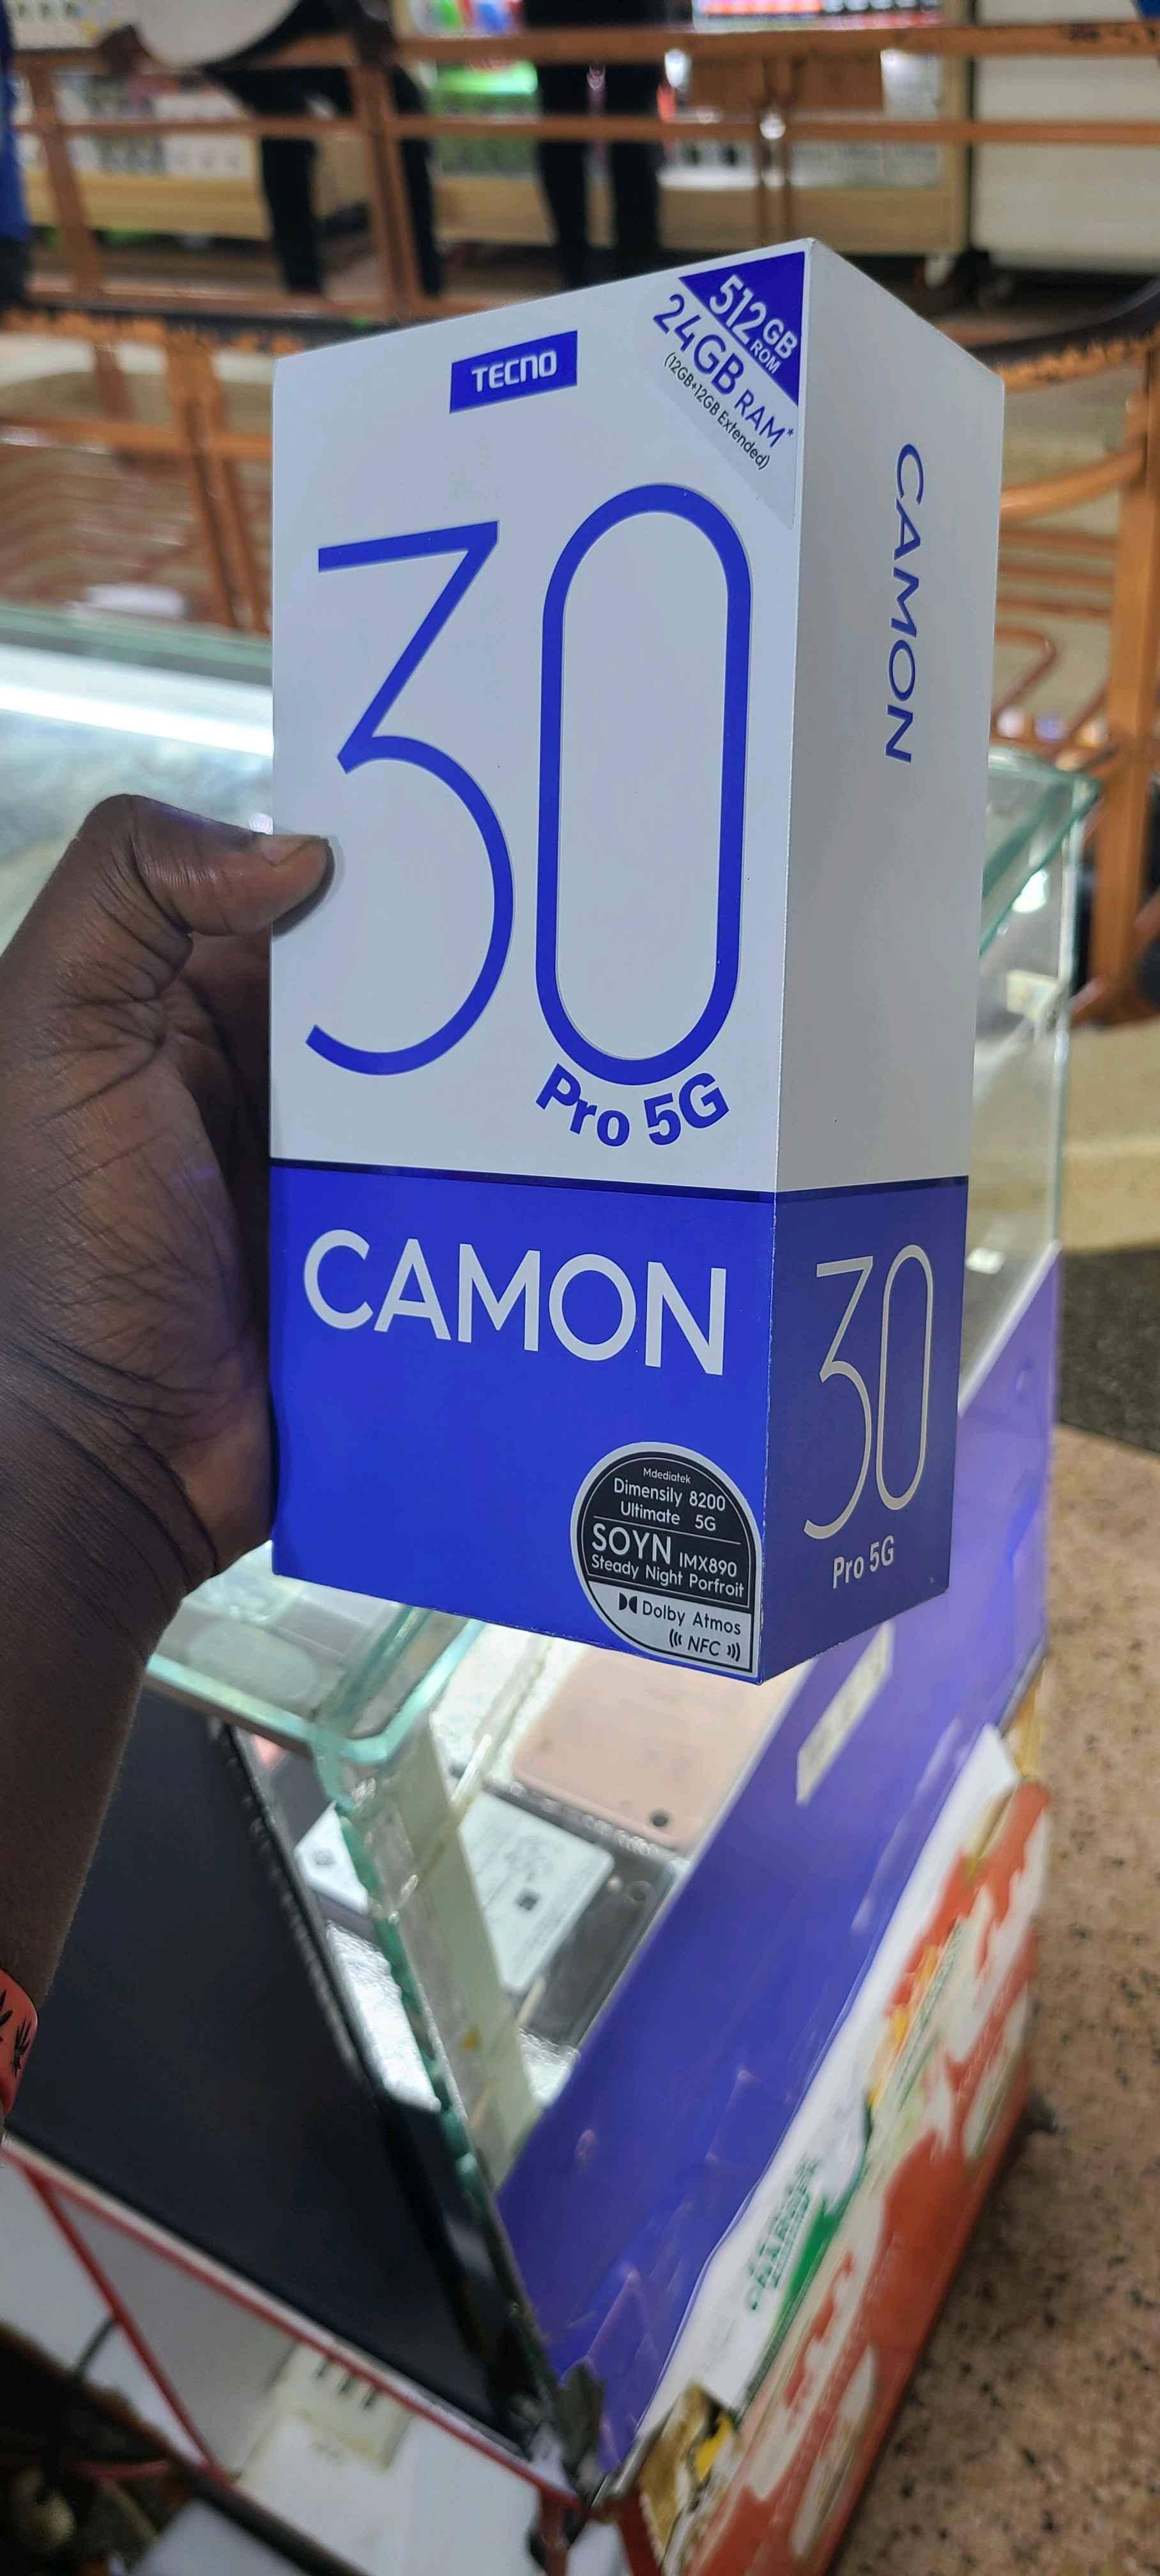 512GB
ROM
24GB RAM*
(12GB+12GB Extended)
TECNO
30
Pro 5G
CAMON
Mdediatek
Dimensily 8200
Ultimate 5G
SOYN IMX890
Steady Night Porfroit
Dolby Atmos
NFC
CAMON
30
Pro 5G